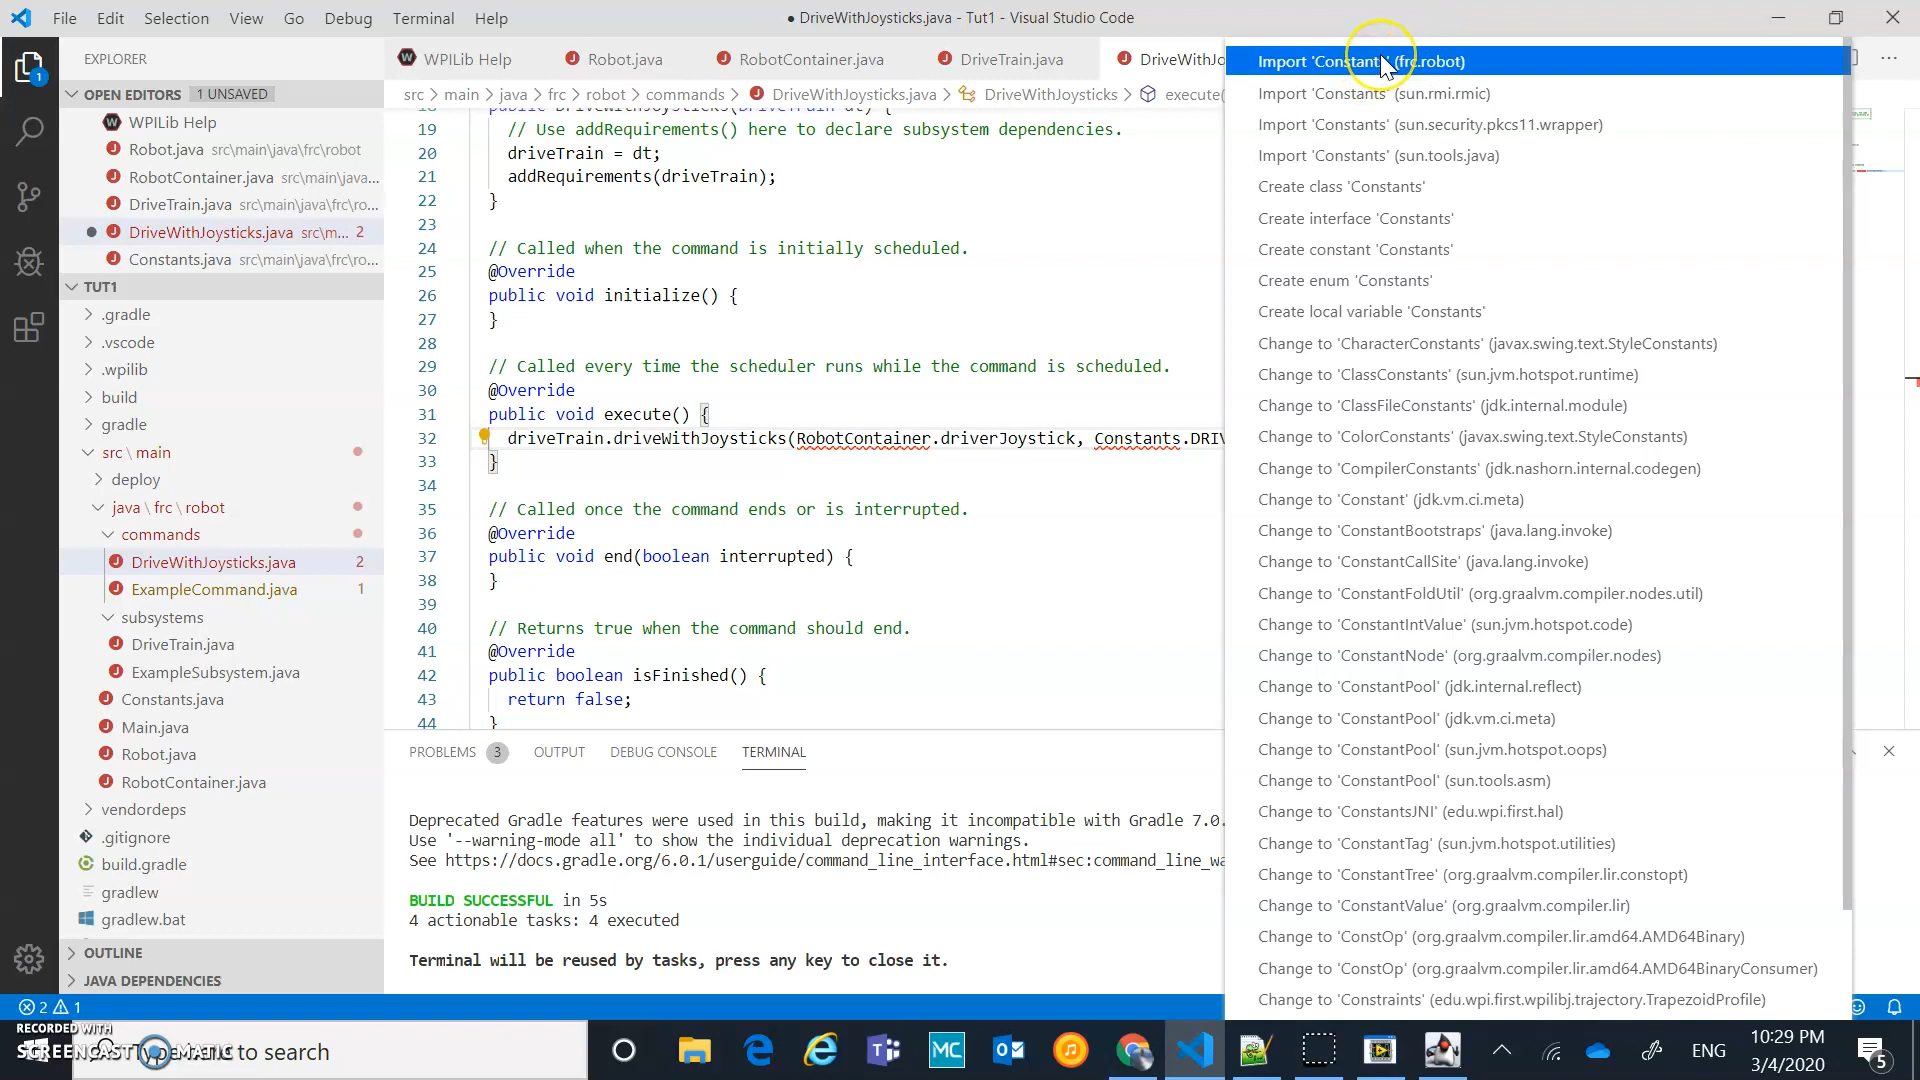 File Edit Selection View Go Debug Terminal Help
● DriveWithJoysticks.java - Tut1 - Visual Studio Code
EXPLORER
OPEN EDITORS 1 UNSAVED
WPILib Help
Robot.java src\main\java\frc\robot
RobotContainer.java src\main\java...
DriveTrain.java src\main\java\frc\ro...
DriveWithJoysticks.java src\m... 2
Constants.java src\main\java\frc\ro...
TUT1
.gradle
.vscode
.wpilib
build
gradle
src \ main
deploy
java \ frc \ robot
commands
DriveWithJoysticks.java 2
ExampleCommand.java 1
subsystems
DriveTrain.java
ExampleSubsystem.java
Constants.java
Main.java
Robot.java
RobotContainer.java
vendordeps
.gitignore
build.gradle
gradlew
gradlew.bat
OUTLINE
JAVA DEPENDENCIES
WPILib Help Robot.java RobotContainer.java DriveTrain.java DriveWithJo
src > main > java > frc > robot > commands > DriveWithJoysticks.java > DriveWithJoysticks > execute(
18 public DriveWithJoysticks(DriveTrain dt) {
19 // Use addRequirements() here to declare subsystem dependencies.
20 driveTrain = dt;
21 addRequirements(driveTrain);
22 }
23
24 // Called when the command is initially scheduled.
25 @Override
26 public void initialize() {
27 }
28
29 // Called every time the scheduler runs while the command is scheduled.
30 @Override
31 public void execute() {
32 driveTrain.driveWithJoysticks(RobotContainer.driverJoystick, Constants.DRIV
33 }
34
35 // Called once the command ends or is interrupted.
36 @Override
37 public void end(boolean interrupted) {
38 }
39
40 // Returns true when the command should end.
41 @Override
42 public boolean isFinished() {
43 return false;
44 }
PROBLEMS 3 OUTPUT DEBUG CONSOLE TERMINAL
Deprecated Gradle features were used in this build, making it incompatible with Gradle 7.0.
Use '--warning-mode all' to show the individual deprecation warnings.
See https://docs.gradle.org/6.0.1/userguide/command_line_interface.html#sec:command_line_wa
BUILD SUCCESSFUL in 5s
4 actionable tasks: 4 executed
Terminal will be reused by tasks, press any key to close it.
Import 'Constants' (frc.robot)
Import 'Constants' (sun.rmi.rmic)
Import 'Constants' (sun.security.pkcs11.wrapper)
Import 'Constants' (sun.tools.java)
Create class 'Constants'
Create interface 'Constants'
Create constant 'Constants'
Create enum 'Constants'
Create local variable 'Constants'
Change to 'CharacterConstants' (javax.swing.text.StyleConstants)
Change to 'ClassConstants' (sun.jvm.hotspot.runtime)
Change to 'ClassFileConstants' (jdk.internal.module)
Change to 'ColorConstants' (javax.swing.text.StyleConstants)
Change to 'CompilerConstants' (jdk.nashorn.internal.codegen)
Change to 'Constant' (jdk.vm.ci.meta)
Change to 'ConstantBootstraps' (java.lang.invoke)
Change to 'ConstantCallSite' (java.lang.invoke)
Change to 'ConstantFoldUtil' (org.graalvm.compiler.nodes.util)
Change to 'ConstantIntValue' (sun.jvm.hotspot.code)
Change to 'ConstantNode' (org.graalvm.compiler.nodes)
Change to 'ConstantPool' (jdk.internal.reflect)
Change to 'ConstantPool' (jdk.vm.ci.meta)
Change to 'ConstantPool' (sun.jvm.hotspot.oops)
Change to 'ConstantPool' (sun.tools.asm)
Change to 'ConstantsJNI' (edu.wpi.first.hal)
Change to 'ConstantTag' (sun.jvm.hotspot.utilities)
Change to 'ConstantTree' (org.graalvm.compiler.lir.constopt)
Change to 'ConstantValue' (org.graalvm.compiler.lir)
Change to 'ConstOp' (org.graalvm.compiler.lir.amd64.AMD64Binary)
Change to 'ConstOp' (org.graalvm.compiler.lir.amd64.AMD64BinaryConsumer)
Change to 'Constraints' (edu.wpi.first.wpilibj.trajectory.TrapezoidProfile)
2 1
RECORDED WITH
SCREENCAST MATIC
Type here to search
MC
ENG
10:29 PM
3/4/2020
5